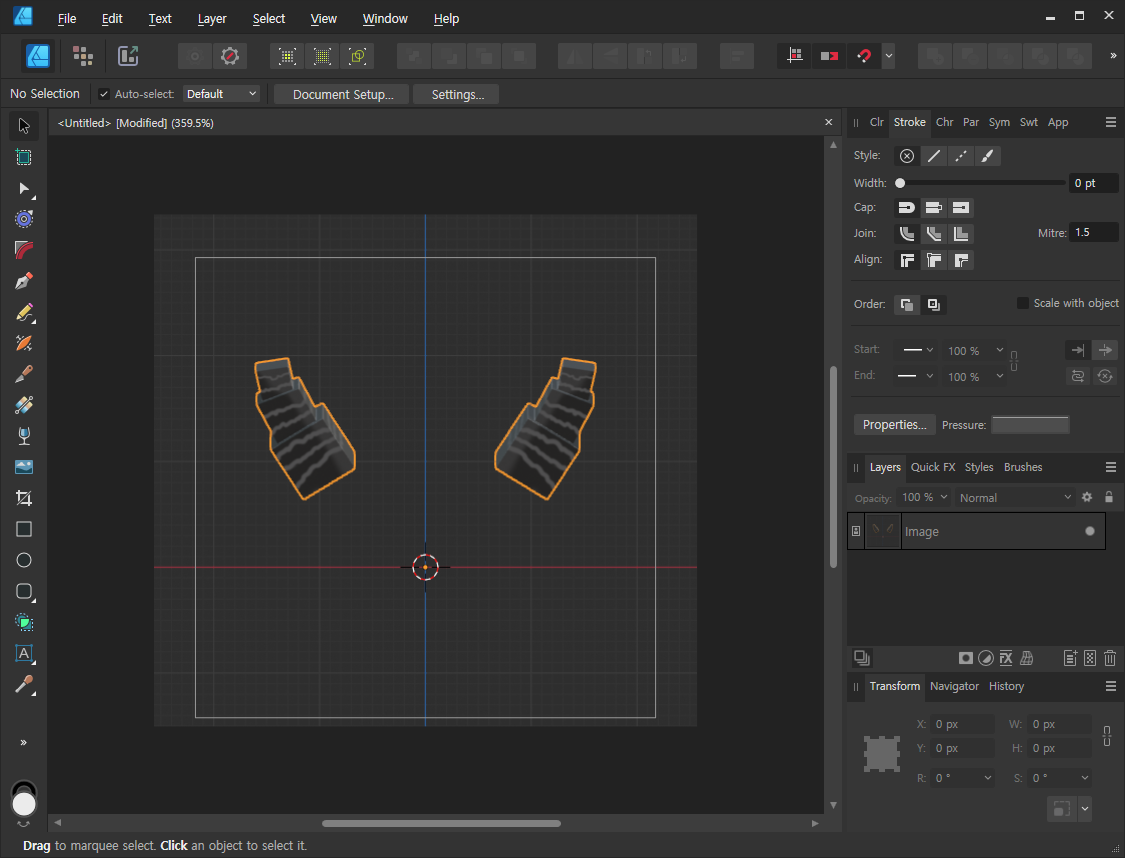 File Edit Text Layer Select View Window Help
No Selection Auto-select: Default Document Setup... Settings...
<Untitled> [Modified] (359.5%)
Clr Stroke Chr Par Sym Swt App
Style:
Width: 0 pt
Cap:
Join: Mitre: 1.5
Align:
Order: Scale with object
Start: 100 %
End: 100 %
Properties... Pressure:
Layers Quick FX Styles Brushes
Opacity: 100 % Normal
Image
FX
Transform Navigator History
X: 0 px W: 0 px
Y: 0 px H: 0 px
R: 0 ° S: 0 °
A
Drag to marquee select. Click an object to select it.